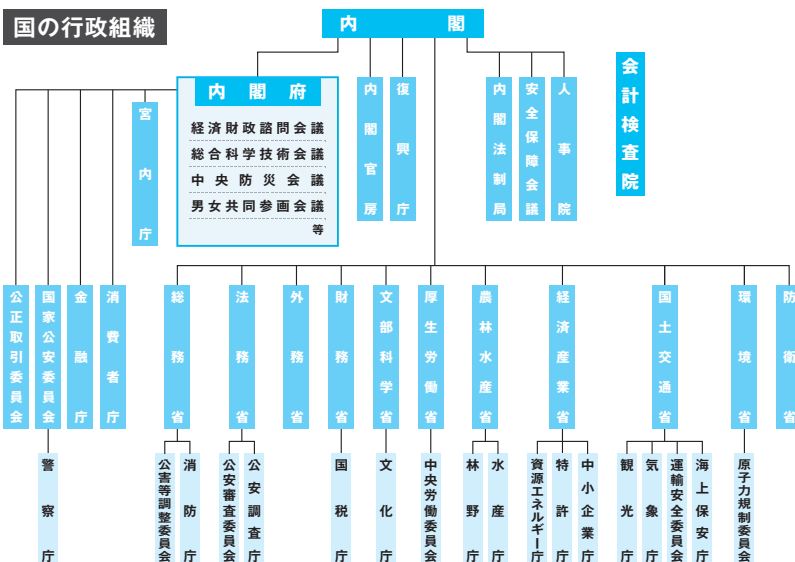 国の行政組織
内閣
会計検査院
内閣府
経済財政諮問会議
総合科学技術会議
中央防災会議
男女共同参画会議
等
宮内庁
内閣官房
復興庁
内閣法制局
安全保障会議
人事院
公正取引委員会
国家公安委員会
金融庁
消費者庁
総務省
法務省
外務省
財務省
文部科学省
厚生労働省
農林水産省
経済産業省
国土交通省
環境省
防衛省
警察庁
公害等調整委員会
消防庁
公安審査委員会
公安調査庁
国税庁
文化庁
中央労働委員会
林野庁
水産庁
資源エネルギー庁
特許庁
中小企業庁
観光庁
気象庁
運輸安全委員会
海上保安庁
原子力規制委員会